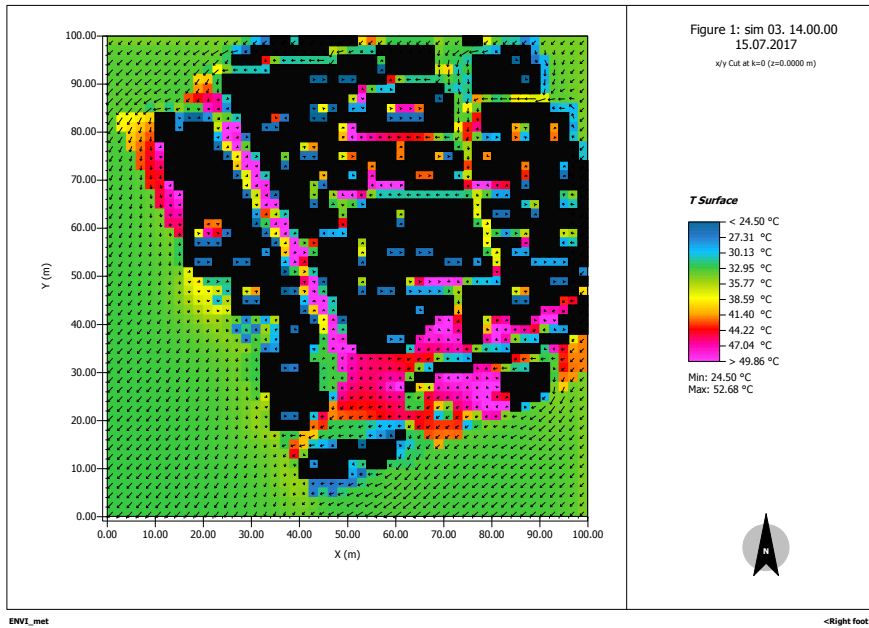 Figure 1: sim 03. 14.00.00
15.07.2017
x/y Cut at k=0 (z=0.0000 m)
100.00
90.00
80.00
70.00
60.00
50.00
40.00
30.00
20.00
10.00
0.00
Y (m)
0.00 10.00 20.00 30.00 40.00 50.00 60.00 70.00 80.00 90.00 100.00
X (m)
T Surface
< 24.50 °C
27.31 °C
30.13 °C
32.95 °C
35.77 °C
38.59 °C
41.40 °C
44.22 °C
47.04 °C
> 49.86 °C
Min: 24.50 °C
Max: 52.68 °C
N
ENVI_met
<Right foot